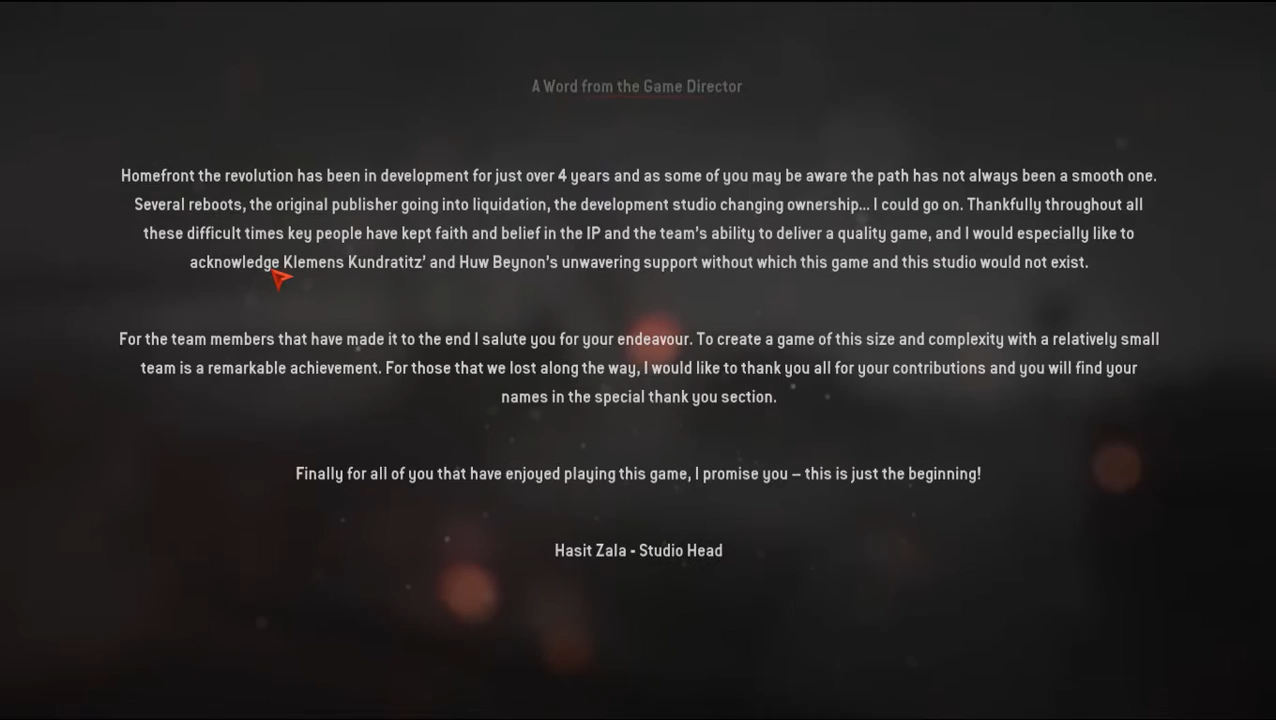 A Word from the Game Director
Homefront the revolution has been in development for just over 4 years and as some of you may be aware the path has not always been a smooth one.
Several reboots, the original publisher going into liquidation, the development studio changing ownership... I could go on. Thankfully throughout all
these difficult times key people have kept faith and belief in the IP and the team's ability to deliver a quality game, and I would especially like to
acknowledge Klemens Kundratitz' and Huw Beynon's unwavering support without which this game and this studio would not exist.
For the team members that have made it to the end I salute you for your endeavour. To create a game of this size and complexity with a relatively small
team is a remarkable achievement. For those that we lost along the way, I would like to thank you all for your contributions and you will find your
names in the special thank you section.
Finally for all of you that have enjoyed playing this game, I promise you – this is just the beginning!
Hasit Zala - Studio Head